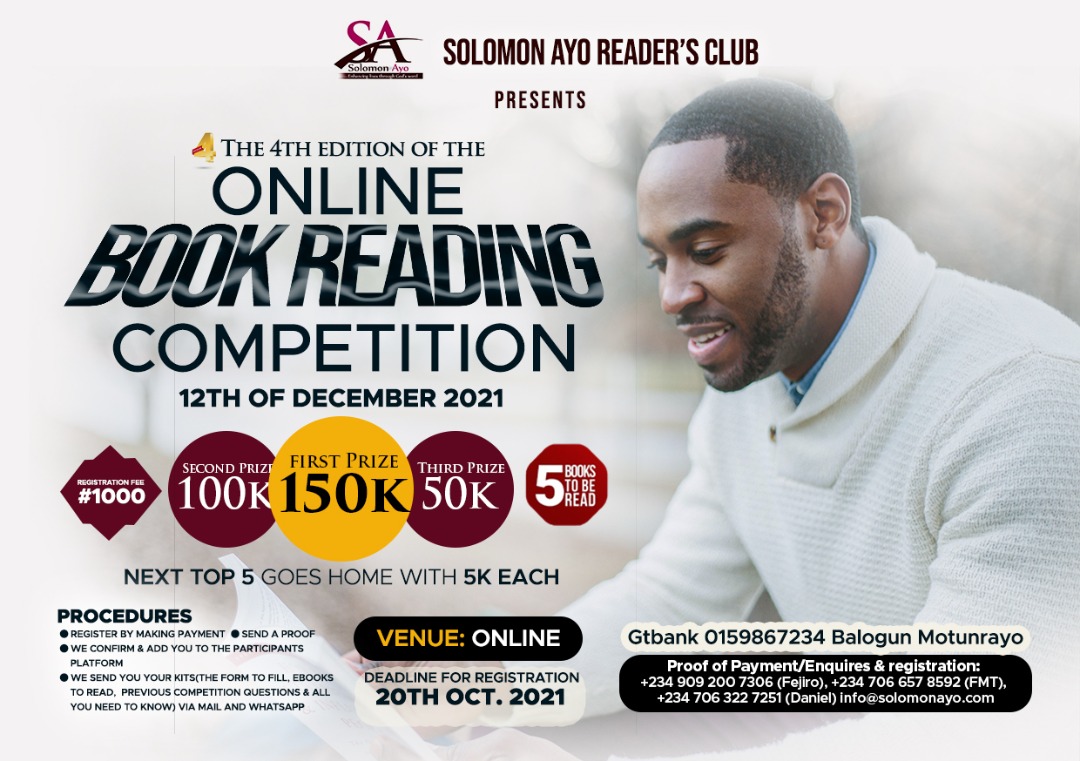 SA
Solomon Ayo
SOLOMON AYO READER'S CLUB
PRESENTS
4
THE 4TH EDITION OF THE
ONLINE
BOOK READING
COMPETITION
12TH OF DECEMBER 2021
REGISTRATION FEE
#1000
SECOND PRIZE
100K
FIRST PRIZE
150K
THIRD PRIZE
50K
5 BOOKS
TO BE
READ
NEXT TOP 5 GOES HOME WITH 5K EACH
PROCEDURES
● REGISTER BY MAKING PAYMENT ● SEND A PROOF
● WE CONFIRM & ADD YOU TO THE PARTICIPANTS
PLATFORM
● WE SEND YOU YOUR KITS(THE FORM TO FILL, EBOOKS
TO READ, PREVIOUS COMPETITION QUESTIONS & ALL
YOU NEED TO KNOW) VIA MAIL AND WHATSAPP
VENUE: ONLINE
DEADLINE FOR REGISTRATION
20TH OCT. 2021
Gtbank 0159867234 Balogun Motunrayo
Proof of Payment/Enquires & registration:
+234 909 200 7306 (Fejiro), +234 706 657 8592 (FMT),
+234 706 322 7251 (Daniel) info@solomonayo.com